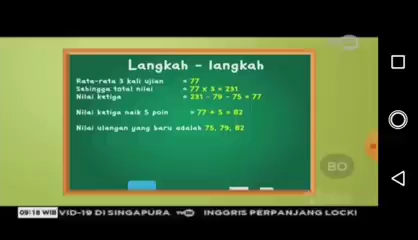 Langkah - langkah
Rata-rata 3 kali ujian = 77
Sehingga total nilai = 77 x 3 = 231
Nilai ketiga = 231 - 79 - 75 = 77
Nilai ketiga naik 5 poin = 77 + 5 = 82
Nilai ulangan yang baru adalah 75, 79, 82
BO
09:18 WIB VID-19 DI SINGAPURA INGGRIS PERPANJANG LOCK